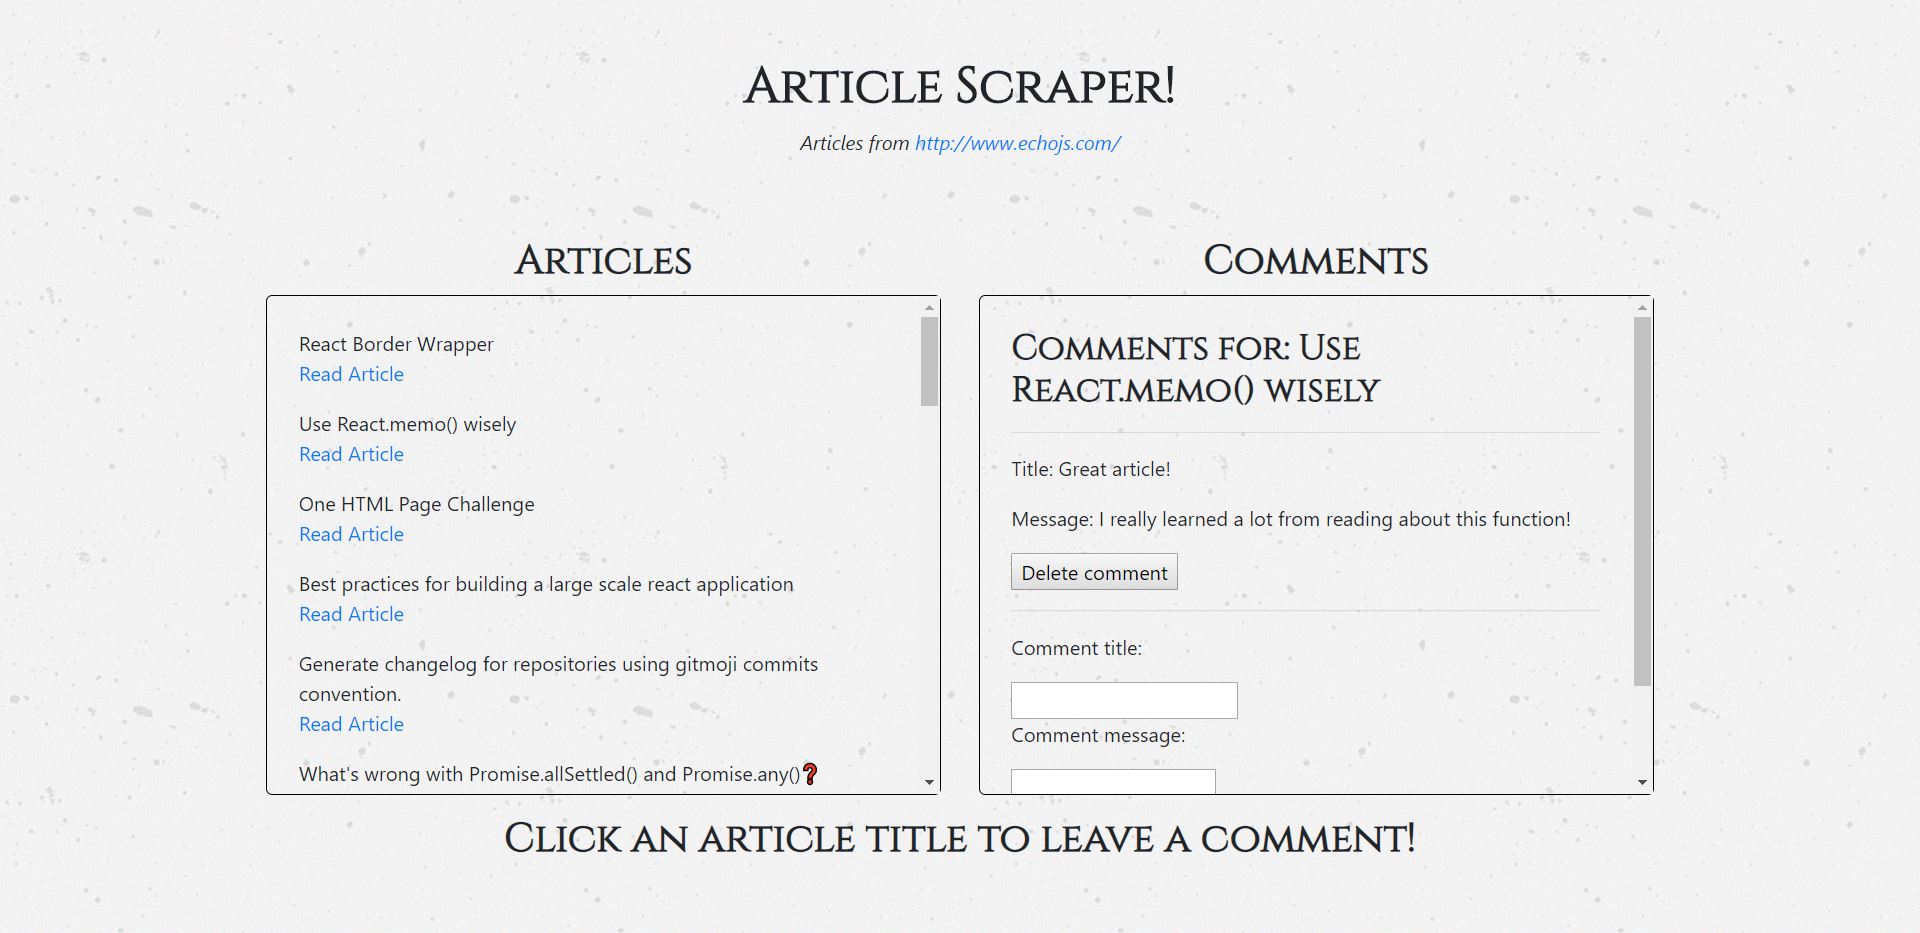 Article Scraper!
Articles from http://www.echojs.com/
Articles
React Border Wrapper
Read Article
Use React.memo() wisely
Read Article
One HTML Page Challenge
Read Article
Best practices for building a large scale react application
Read Article
Generate changelog for repositories using gitmoji commits
convention.
Read Article
What's wrong with Promise.allSettled() and Promise.any()❓
Comments
Comments for: Use
React.memo() wisely
Title: Great article!
Message: I really learned a lot from reading about this function!
Delete comment
Comment title:
Comment message:
Click an article title to leave a comment!